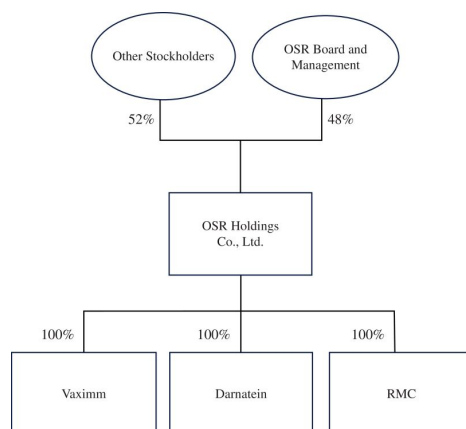 Other Stockholders
OSR Board and
Management
52%
48%
OSR Holdings
Co., Ltd.
100%
100%
100%
Vaximm
Darnatein
RMC